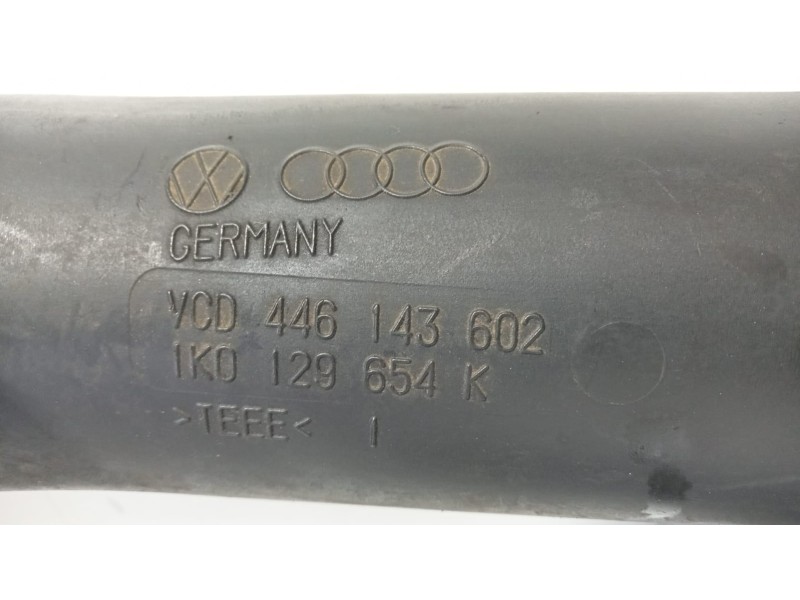 GERMANY
VCD 446 143 602
1K0 129 654 K
>TEEE< 1